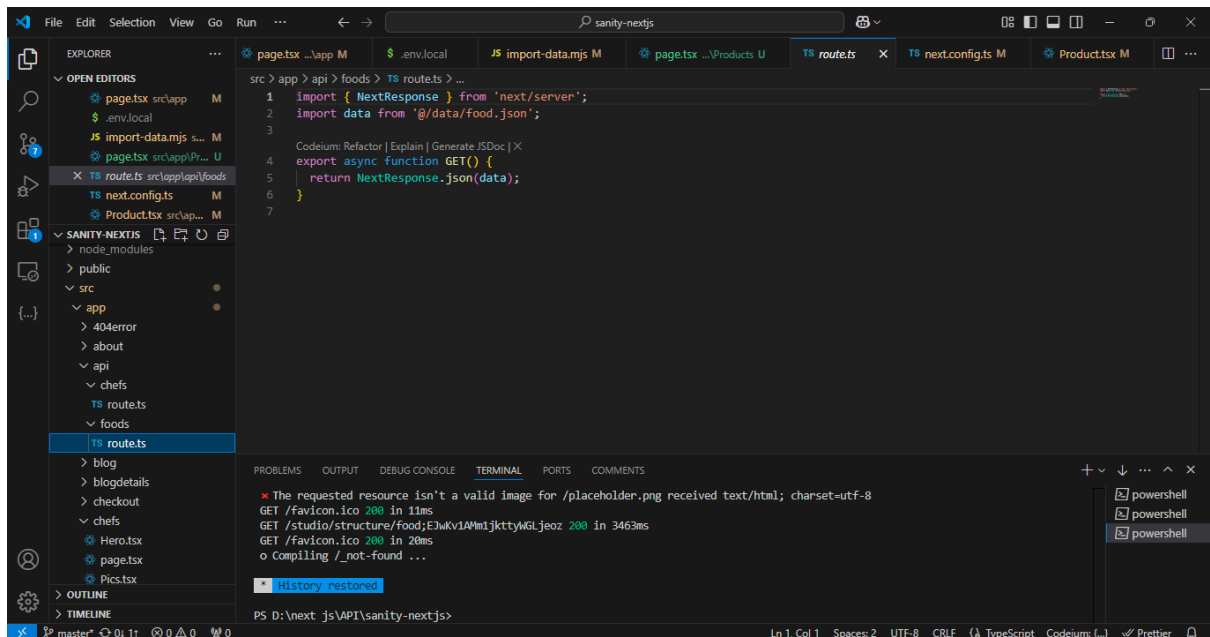 File Edit Selection View Go Run ··· ← → sanity-nextjs
EXPLORER ···
OPEN EDITORS
page.tsx src\app M
$ .env.local
JS import-data.mjs s... M
page.tsx src\app\Pr... U
TS route.ts src\app\api\foods
TS next.config.ts M
Product.tsx src\ap... M
SANITY-NEXTJS
> node_modules
> public
src
app
> 404error
> about
api
chefs
TS route.ts
foods
TS route.ts
> blog
> blogdetails
> checkout
chefs
Hero.tsx
page.tsx
Pics.tsx
> OUTLINE
> TIMELINE
7
1
{...}
page.tsx ...\app M $ .env.local JS import-data.mjs M page.tsx ...\Products U TS route.ts × TS next.config.ts M Product.tsx M ···
src > app > api > foods > TS route.ts > ...
1 import { NextResponse } from 'next/server';
2 import data from '@/data/food.json';
3
Codeium: Refactor | Explain | Generate JSDoc | ×
4 export async function GET() {
5 return NextResponse.json(data);
6 }
7
PROBLEMS OUTPUT DEBUG CONSOLE TERMINAL PORTS COMMENTS
× The requested resource isn't a valid image for /placeholder.png received text/html; charset=utf-8
GET /favicon.ico 200 in 11ms
GET /studio/structure/food;EJwKv1AMm1jkttyWGLjeoz 200 in 3463ms
GET /favicon.ico 200 in 20ms
o Compiling /_not-found ...
* History restored
PS D:\next js\API\sanity-nextjs>
powershell
powershell
powershell
master* 0↓ 1↑ 0 0 0 Ln 1, Col 1 Spaces: 2 UTF-8 CRLF {} TypeScript Codeium: {...} Prettier